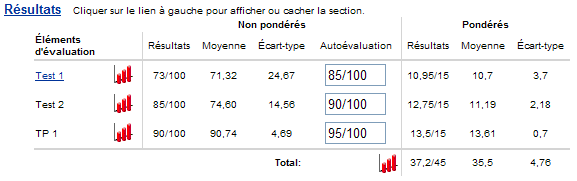 Résultats Cliquer sur le lien à gauche pour afficher ou cacher la section.
Non pondérés Pondérés
Éléments d'évaluation Résultats Moyenne Écart-type Autoévaluation Résultats Moyenne Écart-type
Test 1 73/100 71,32 24,67 85/100 10,95/15 10,7 3,7
Test 2 85/100 74,60 14,56 90/100 12,75/15 11,19 2,18
TP 1 90/100 90,74 4,69 95/100 13,5/15 13,61 0,7
Total: 37,2/45 35,5 4,76